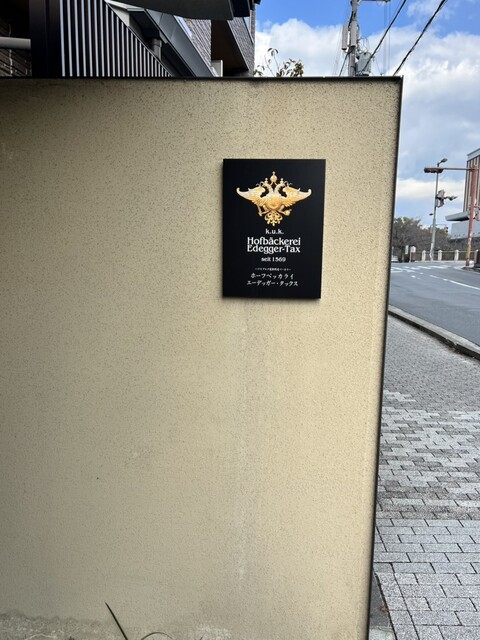 k.u.k.
Hofbäckerei
Edegger-Tax
seit 1569
ホーフベッカライ
エーデッガー・タックス